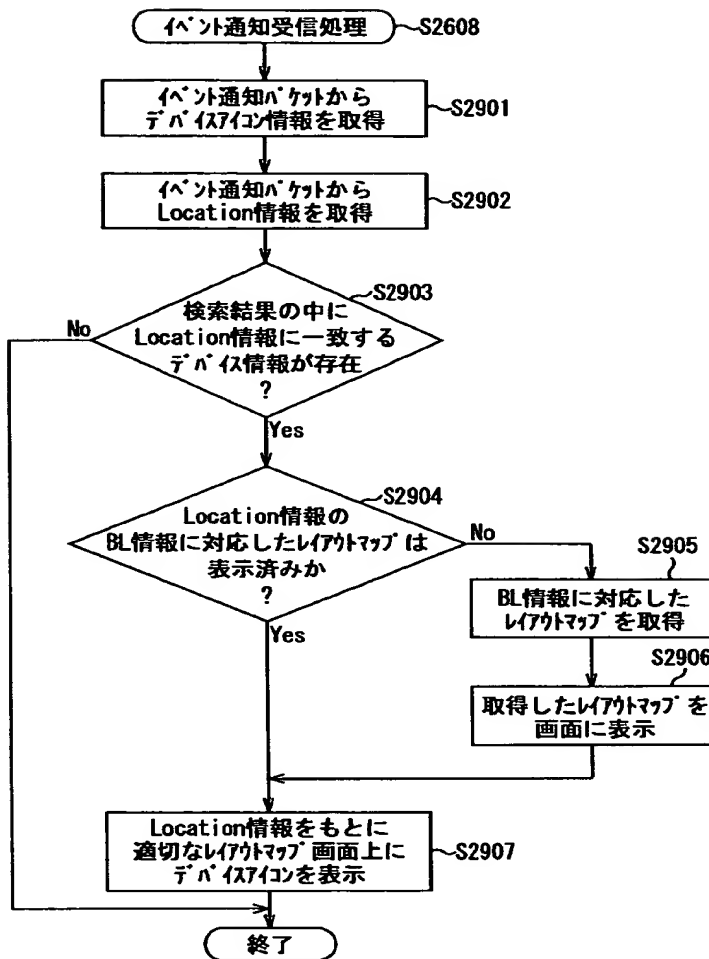 イベント通知受信処理
S2608
イベント通知パケットから
デバイスアイコン情報を取得
S2901
イベント通知パケットから
Location情報を取得
S2902
検索結果の中に
Location情報に一致する
デバイス情報が存在
?
S2903
No
Yes
Location情報の
BL情報に対応したレイアウトマップは
表示済みか
?
S2904
No
Yes
S2905
BL情報に対応した
レイアウトマップを取得
S2906
取得したレイアウトマップを
画面に表示
Location情報をもとに
適切なレイアウトマップ画面上に
デバイスアイコンを表示
S2907
終了